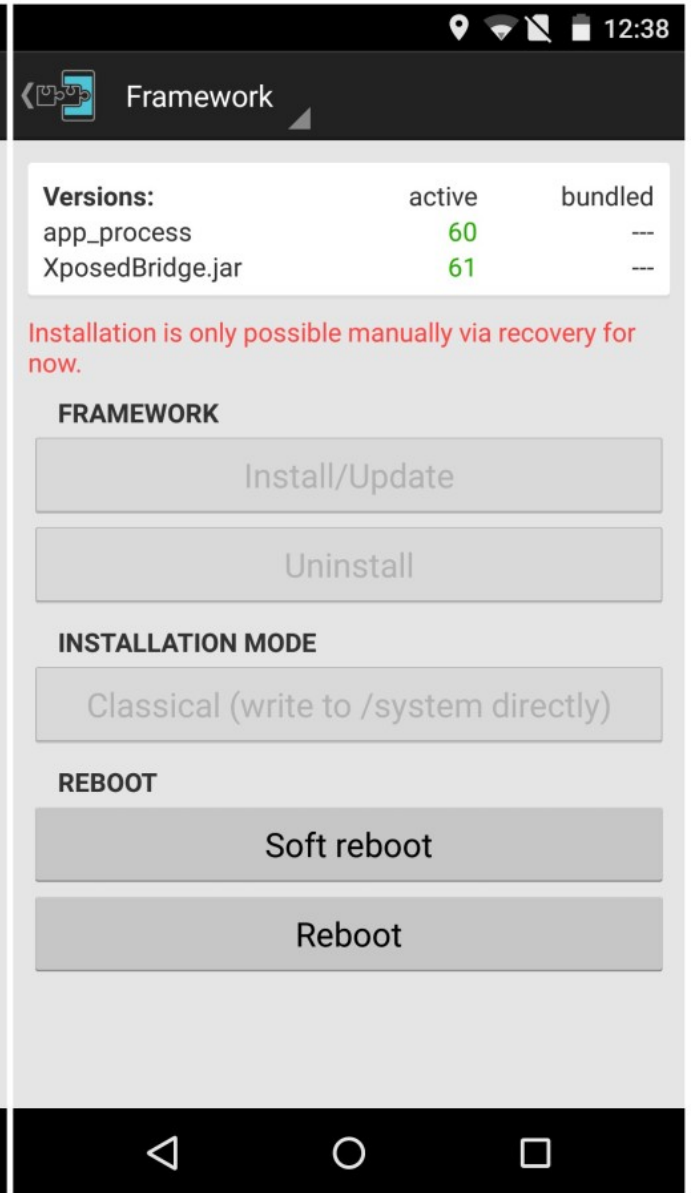 12:38
Framework
Versions: active bundled
app_process 60 ---
XposedBridge.jar 61 ---
Installation is only possible manually via recovery for
now.
FRAMEWORK
Install/Update
Uninstall
INSTALLATION MODE
Classical (write to /system directly)
REBOOT
Soft reboot
Reboot